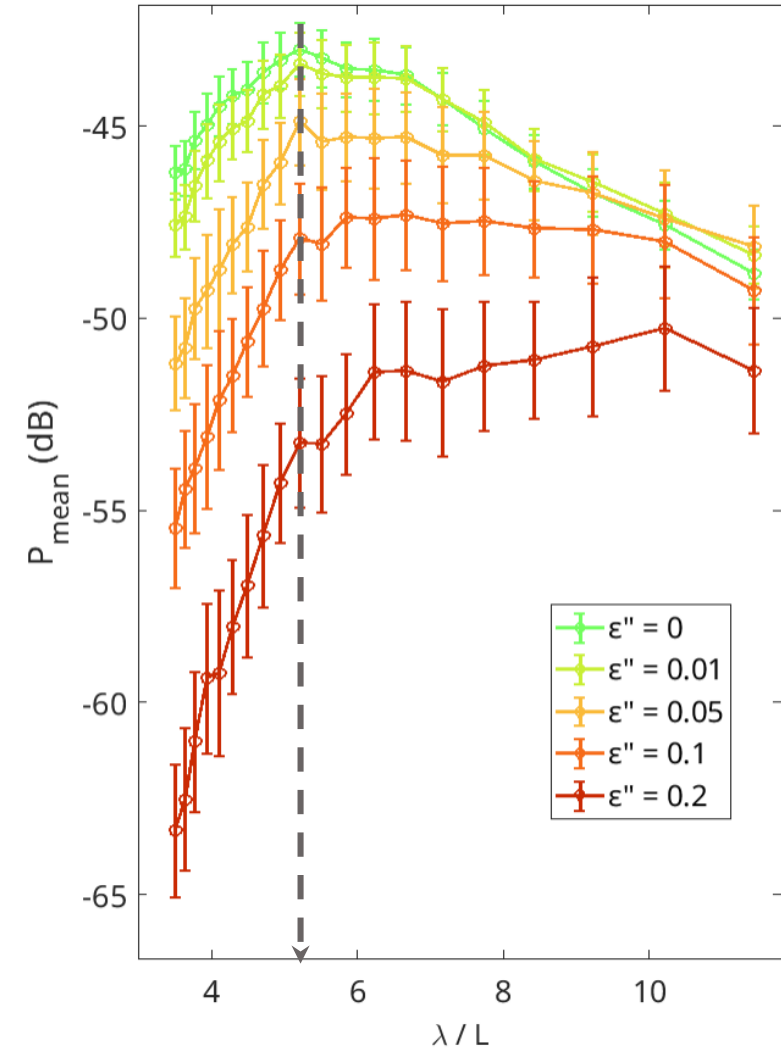 -45
-50
-55
-60
-65
P_mean (dB)
ε" = 0
ε" = 0.01
ε" = 0.05
ε" = 0.1
ε" = 0.2
4 6 8 10
λ / L